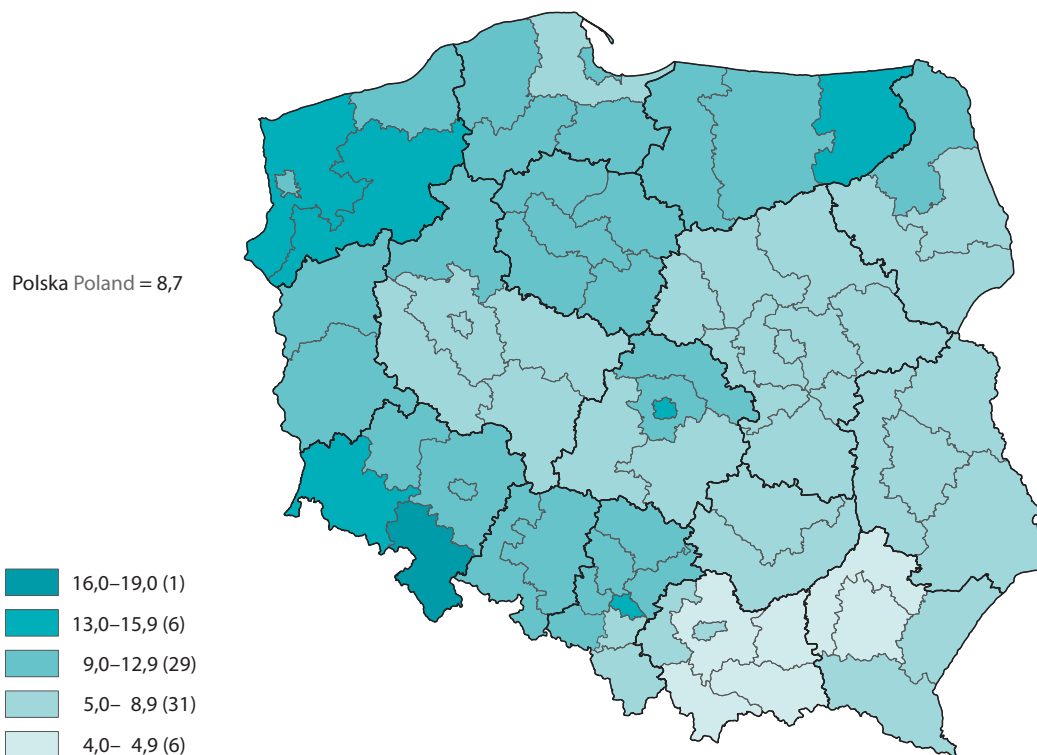 Polska Poland = 8,7
16,0–19,0 (1)
13,0–15,9 (6)
9,0–12,9 (29)
5,0– 8,9 (31)
4,0– 4,9 (6)